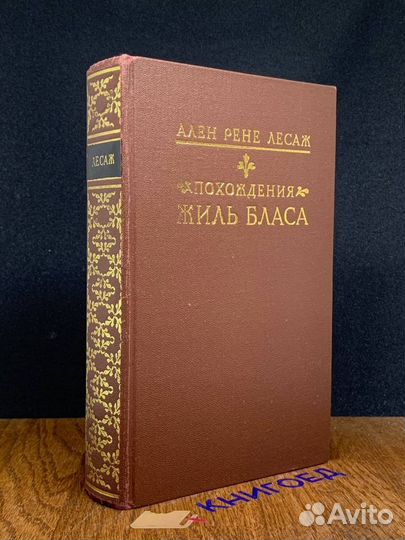 ЛЕСАЖ
АЛЕН РЕНЕ ЛЕСАЖ
ПОХОЖДЕНИЯ
ЖИЛЬ БЛАСА
КНИГОЕД
Avito